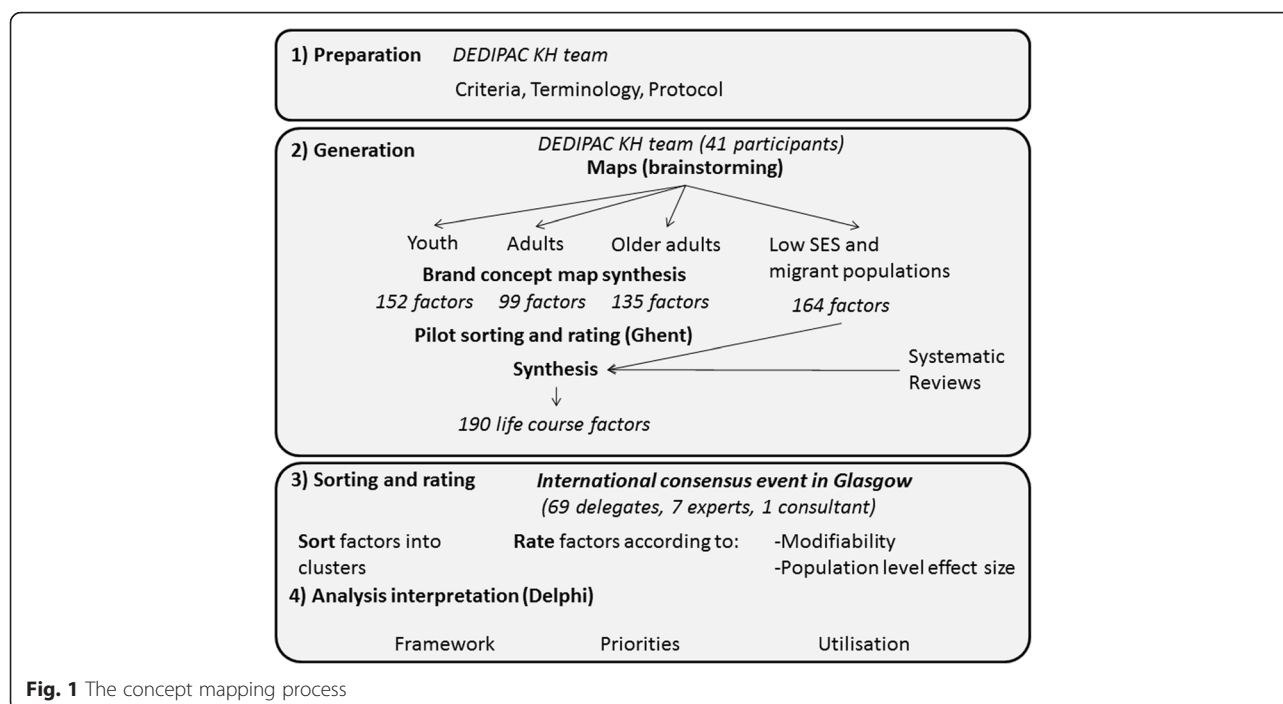 1) Preparation DEDIPAC KH team
Criteria, Terminology, Protocol
2) Generation DEDIPAC KH team (41 participants)
Maps (brainstorming)
Youth Adults Older adults Low SES and
migrant populations
Brand concept map synthesis
152 factors 99 factors 135 factors 164 factors
Pilot sorting and rating (Ghent)
Synthesis Systematic
Reviews
190 life course factors
3) Sorting and rating International consensus event in Glasgow
(69 delegates, 7 experts, 1 consultant)
Sort factors into Rate factors according to: -Modifiability
clusters -Population level effect size
4) Analysis interpretation (Delphi)
Framework Priorities Utilisation
Fig. 1 The concept mapping process